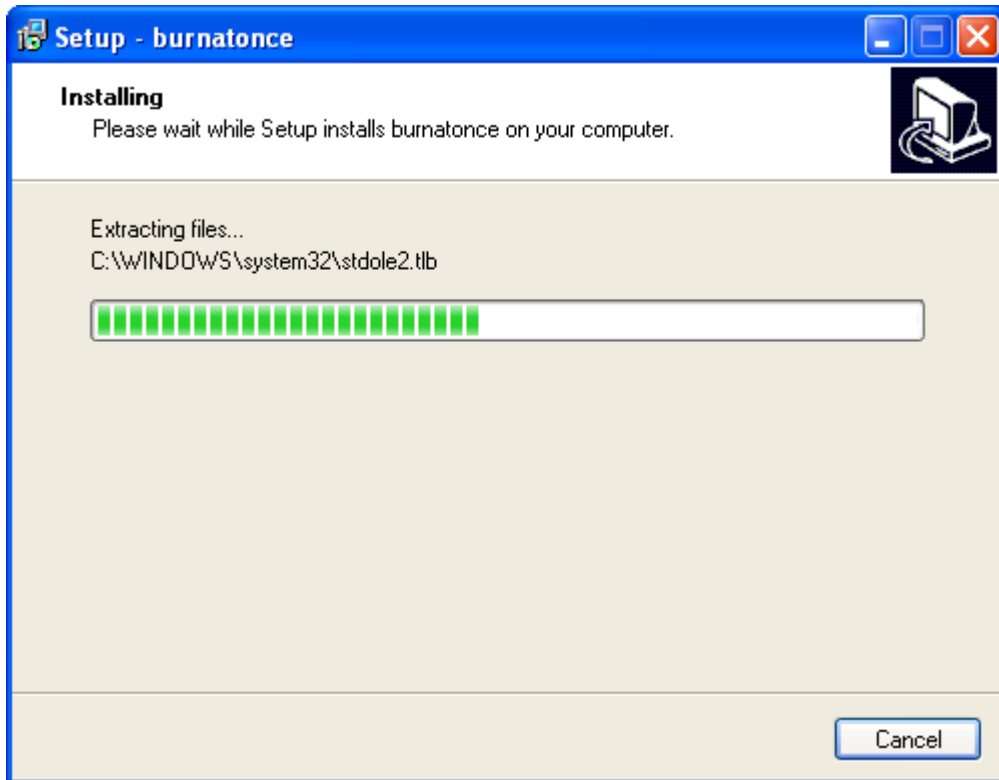 Setup - burnatonce
Installing
Please wait while Setup installs burnatonce on your computer.
Extracting files...
C:\WINDOWS\system32\stdole2.tlb
Cancel